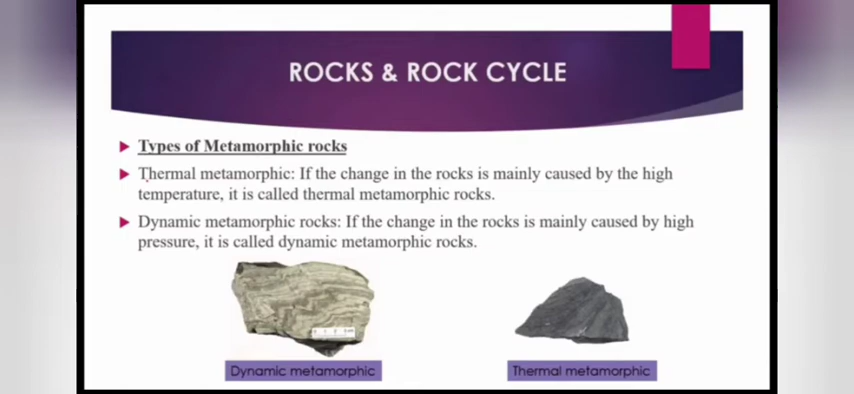 ROCKS & ROCK CYCLE
Types of Metamorphic rocks
Thermal metamorphic: If the change in the rocks is mainly caused by the high
temperature, it is called thermal metamorphic rocks.
Dynamic metamorphic rocks: If the change in the rocks is mainly caused by high
pressure, it is called dynamic metamorphic rocks.
Dynamic metamorphic
Thermal metamorphic